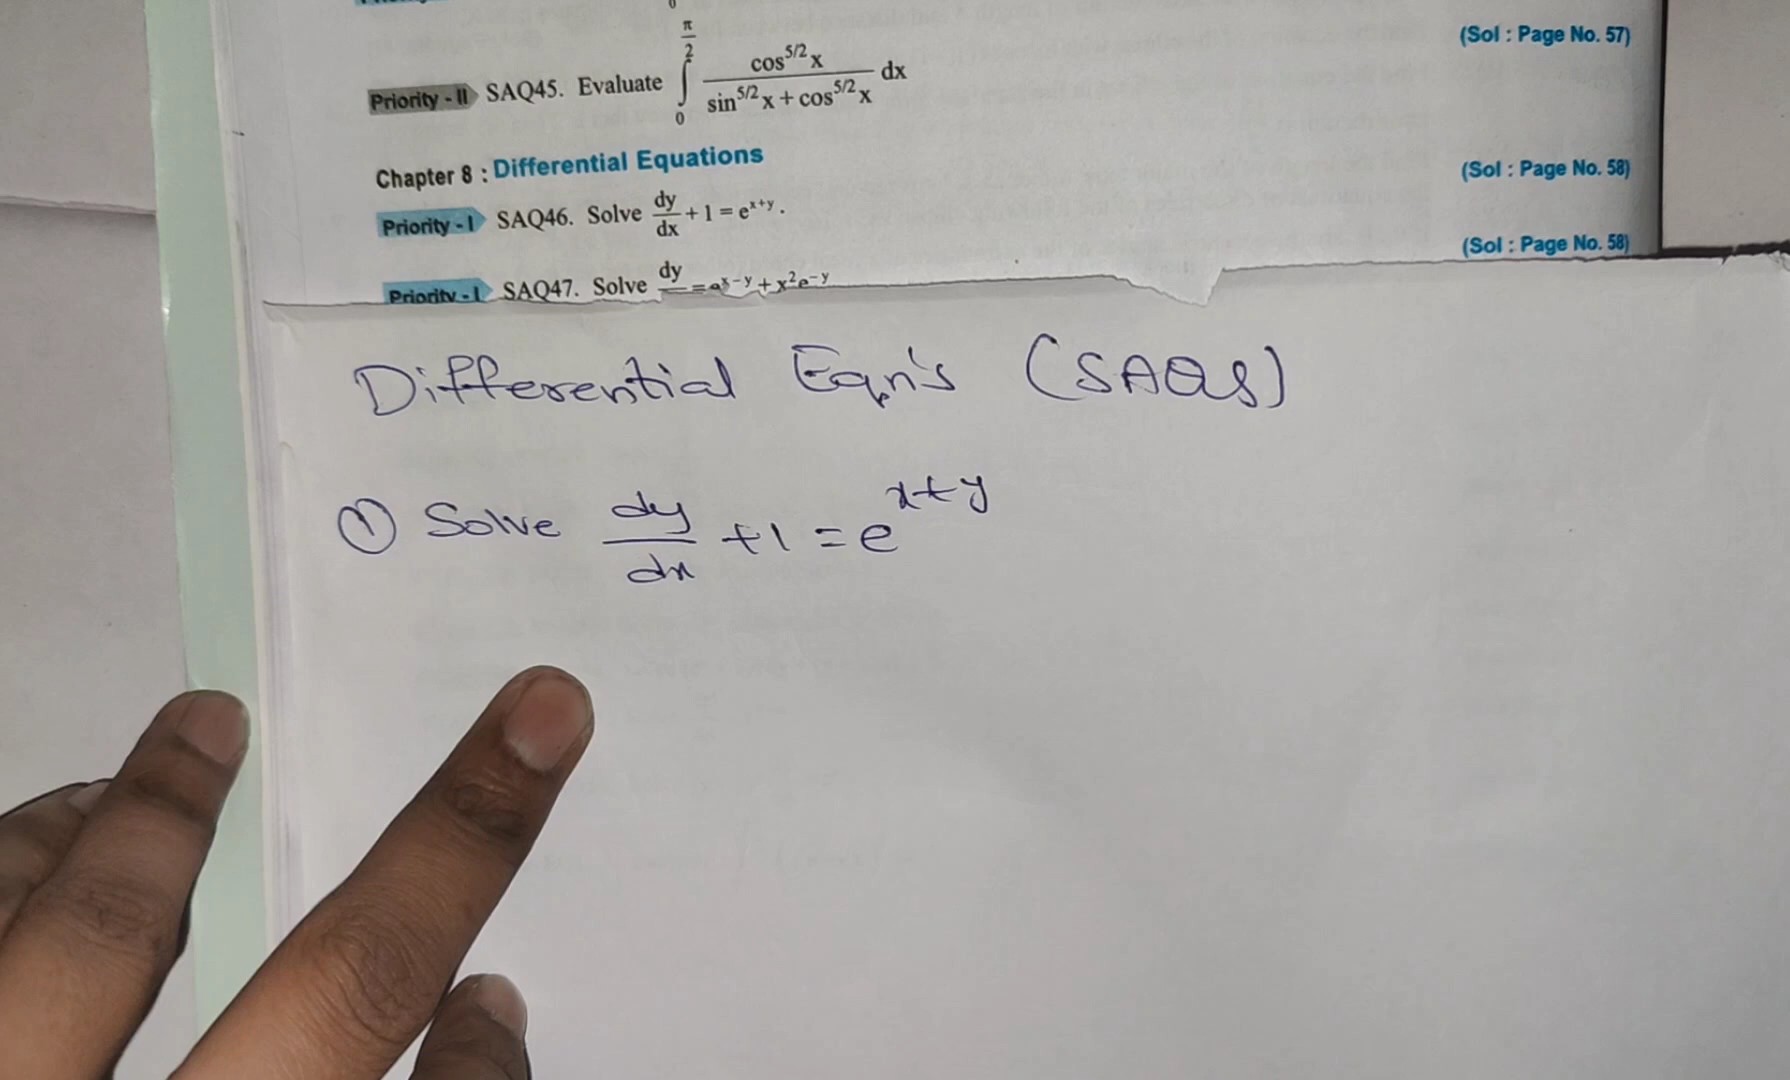 π/2
Priority - II SAQ45. Evaluate ∫₀ cos^5/2 x / (sin^5/2 x + cos^5/2 x) dx
(Sol : Page No. 57)
Chapter 8 : Differential Equations
Priority - I SAQ46. Solve dy/dx + 1 = e^x+y.
(Sol : Page No. 58)
Priority - I SAQ47. Solve dy = e^x-y + x²e^-y
(Sol : Page No. 58)
Differential Eqn's (SAQS)
① Solve dy/dx + 1 = e^x+y